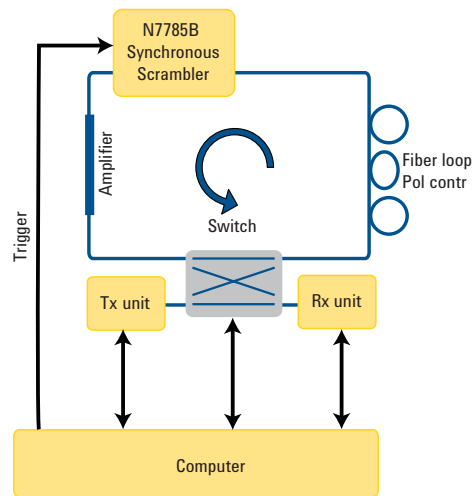 N7785B
Synchronous
Scrambler
Amplifier
Fiber loop
Pol contr
Trigger
Switch
Tx unit
Rx unit
Computer